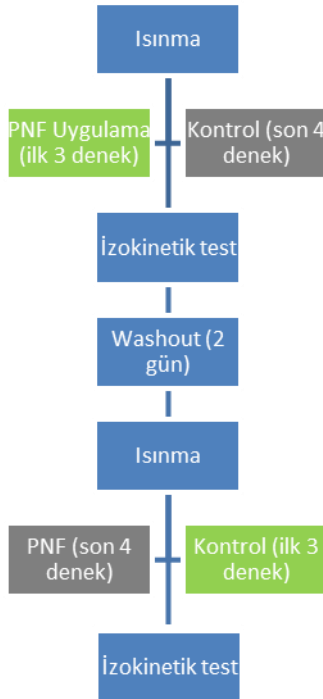 Isınma
PNF Uygulama
(ilk 3 denek)
Kontrol (son 4
denek)
İzokinetik test
Washout (2
gün)
Isınma
PNF (son 4
denek)
Kontrol (ilk 3
denek)
İzokinetik test